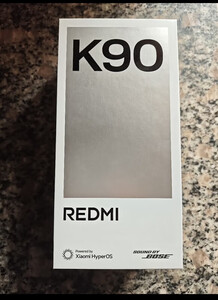 K90
REDMI
Powered by
Xiaomi HyperOS
SOUND BY
BOSE